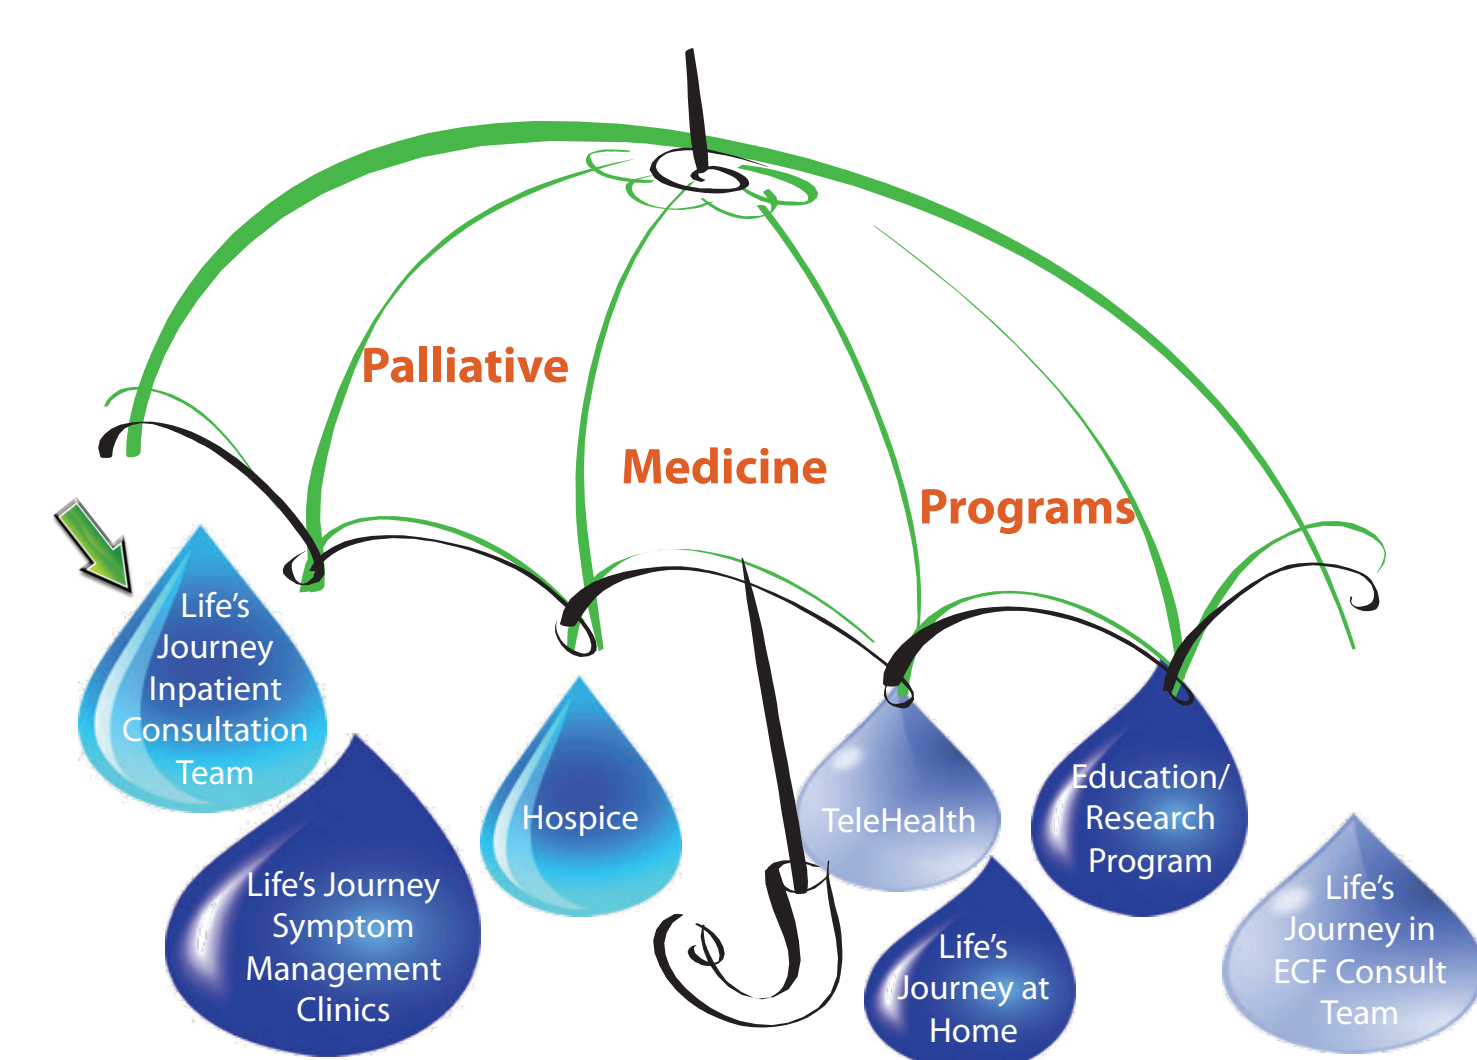 Palliative
Medicine
Programs
Life's
Journey
Inpatient
Consultation
Team
Life's Journey
Symptom
Management
Clinics
Hospice
TeleHealth
Life's
Journey at
Home
Education/
Research
Program
Life's
Journey in
ECF Consult
Team